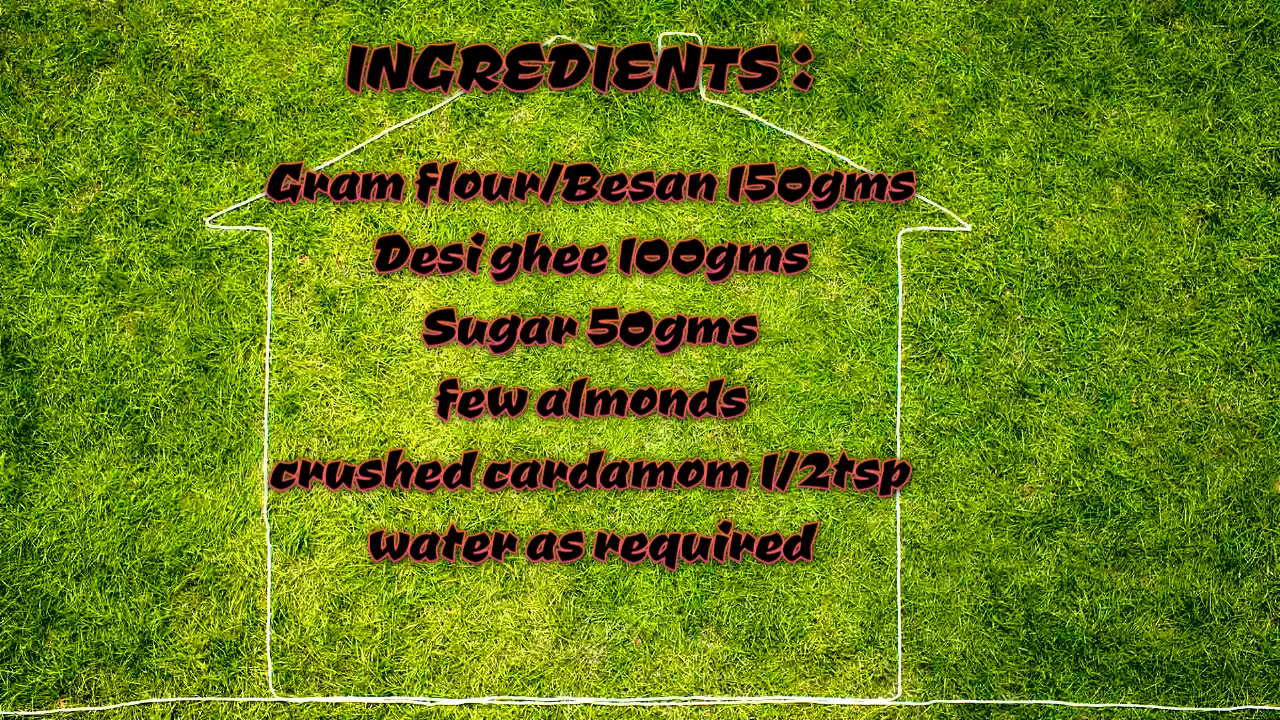 INGREDIENTS :
Gram flour/Besan 150gms
Desi ghee 100gms
Sugar 50gms
few almonds
crushed cardamom 1/2tsp
water as required